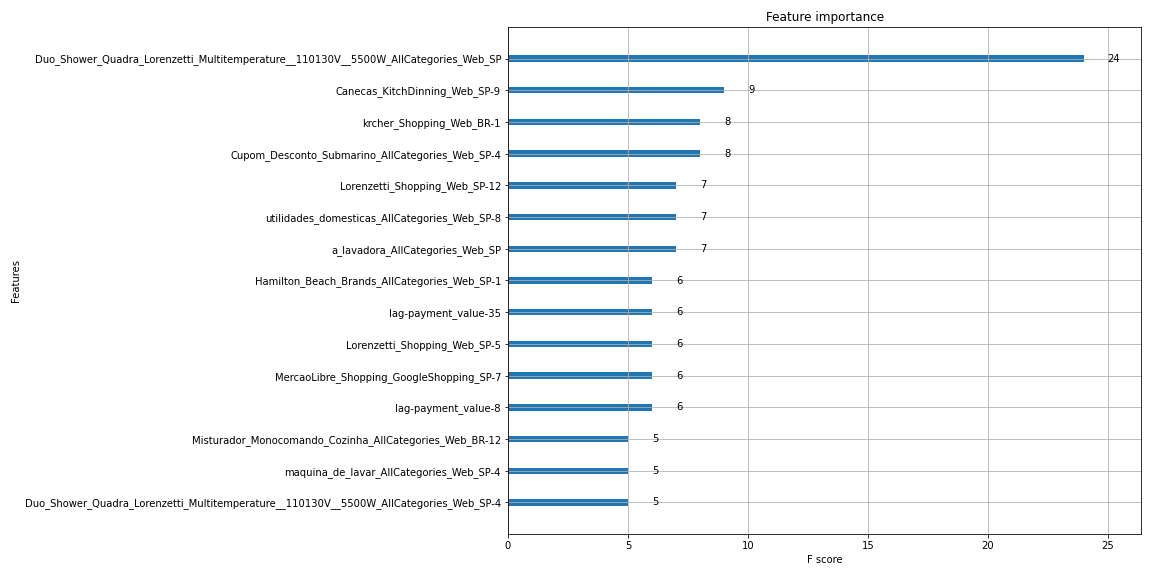 Feature importance
Duo_Shower_Quadra_Lorenzetti_Multitemperature__110130V__5500W_AllCategories_Web_SP 24
Canecas_KitchDinning_Web_SP-9 9
krcher_Shopping_Web_BR-1 8
Cupom_Desconto_Submarino_AllCategories_Web_SP-4 8
Lorenzetti_Shopping_Web_SP-12 7
utilidades_domesticas_AllCategories_Web_SP-8 7
a_lavadora_AllCategories_Web_SP 7
Hamilton_Beach_Brands_AllCategories_Web_SP-1 6
lag-payment_value-35 6
Lorenzetti_Shopping_Web_SP-5 6
MercaoLibre_Shopping_GoogleShopping_SP-7 6
lag-payment_value-8 6
Misturador_Monocomando_Cozinha_AllCategories_Web_BR-12 5
maquina_de_lavar_AllCategories_Web_SP-4 5
Duo_Shower_Quadra_Lorenzetti_Multitemperature__110130V__5500W_AllCategories_Web_SP-4 5
Features
0 5 10 15 20 25
F score